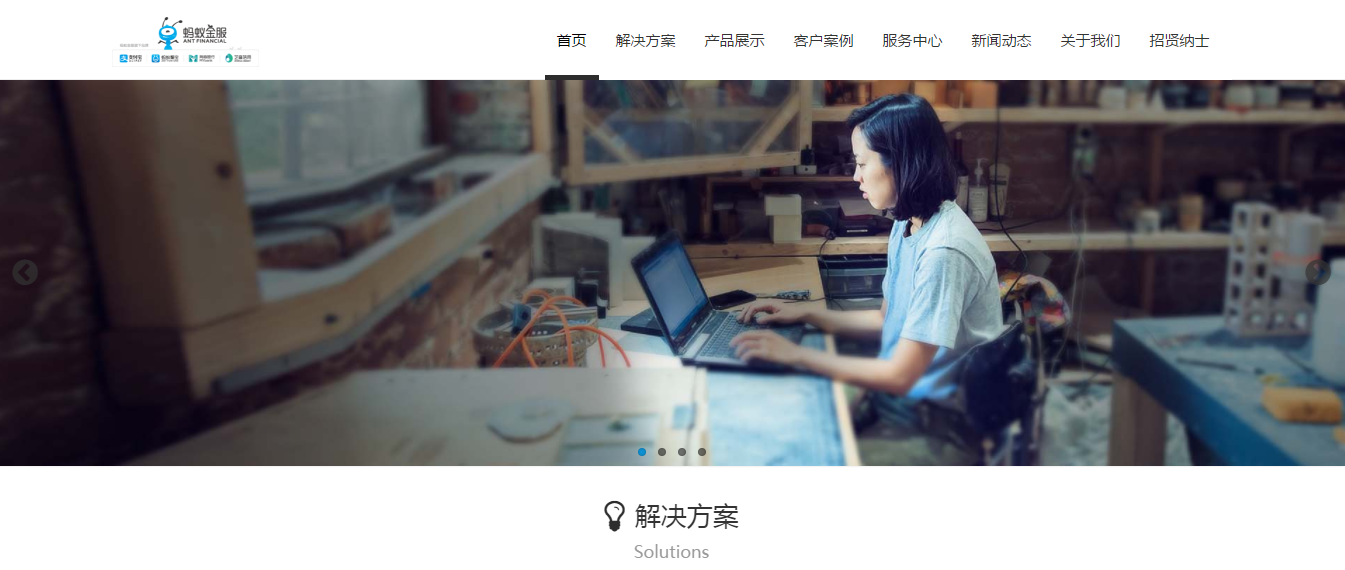 蚂蚁金服
ANT FINANCIAL
首页
解决方案
产品展示
客户案例
服务中心
新闻动态
关于我们
招贤纳士
解决方案
Solutions